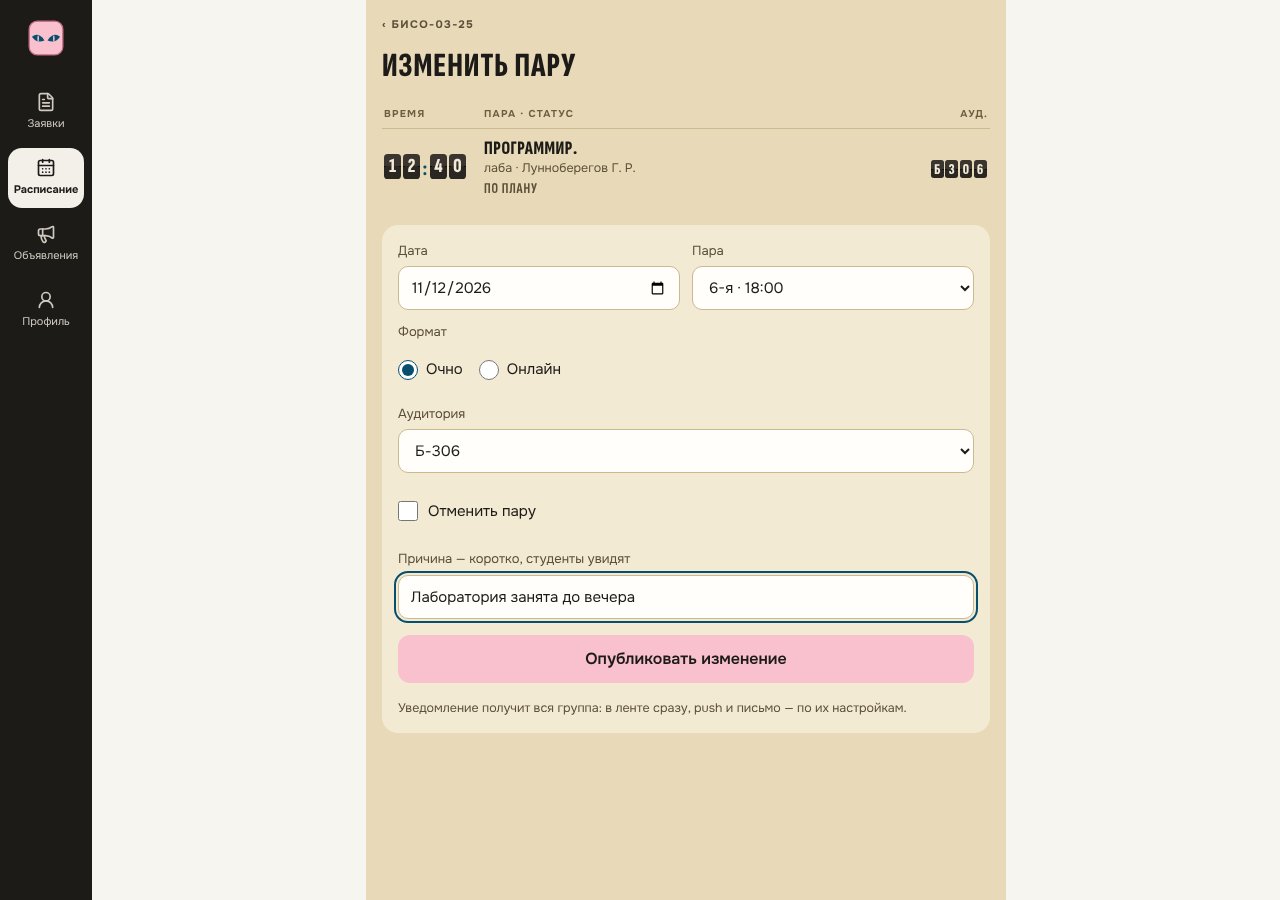 Заявки
Расписание
Объявления
Профиль
‹ БИСО-03-25
ИЗМЕНИТЬ ПАРУ
ВРЕМЯ ПАРА · СТАТУС АУД.
12:40 ПРОГРАММИР. Б306
лаба · Лунноберегов Г. Р.
ПО ПЛАНУ
Дата Пара
11/12/2026 6-я · 18:00
Формат
Очно Онлайн
Аудитория
Б-306
Отменить пару
Причина — коротко, студенты увидят
Лаборатория занята до вечера
Опубликовать изменение
Уведомление получит вся группа: в ленте сразу, push и письмо — по их настройкам.